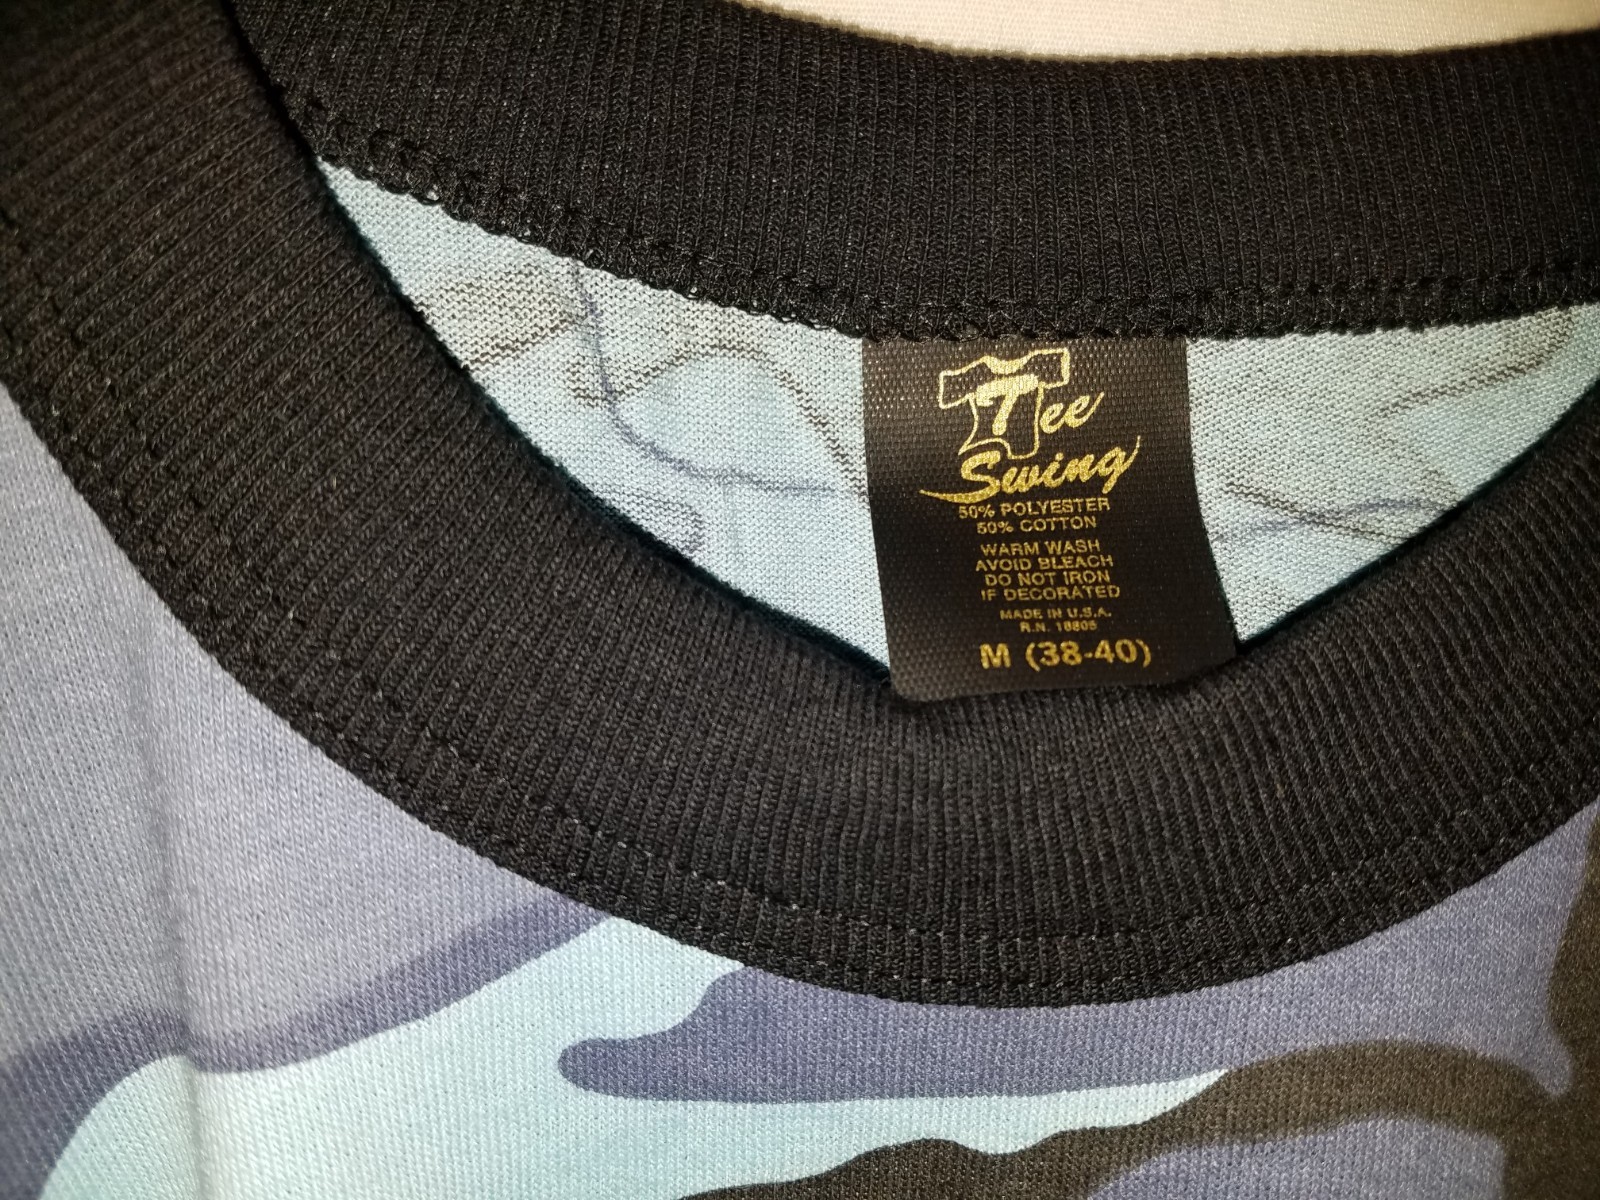 Tee
Swing
50% POLYESTER
50% COTTON
WARM WASH
AVOID BLEACH
DO NOT IRON
IF DECORATED
MADE IN U.S.A.
R.N. 18805
M (38-40)